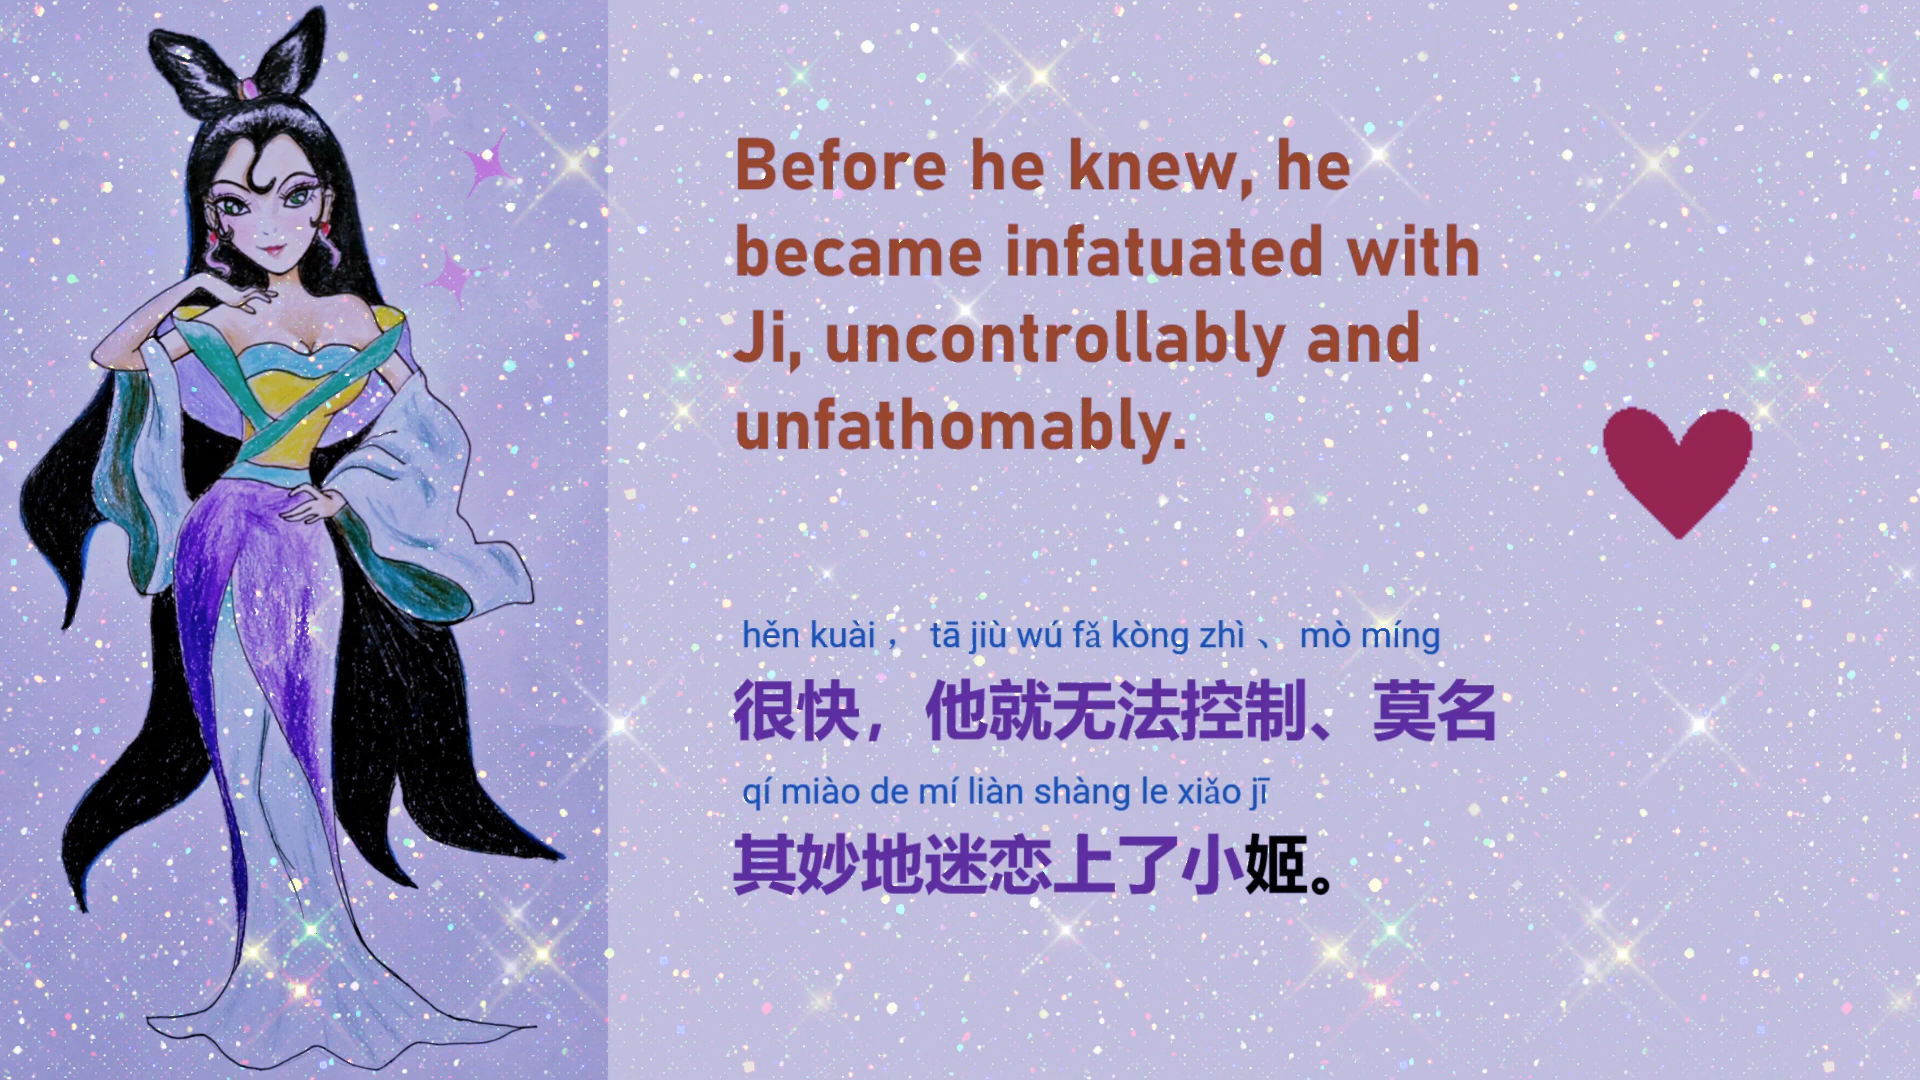 Before he knew, he
became infatuated with
Ji, uncontrollably and
unfathomably.
hěn kuài， tā jiù wú fǎ kòng zhì 、 mò míng
很快，他就无法控制、莫名
qí miào de mí liàn shàng le xiǎo jī
其妙地迷恋上了小姬。